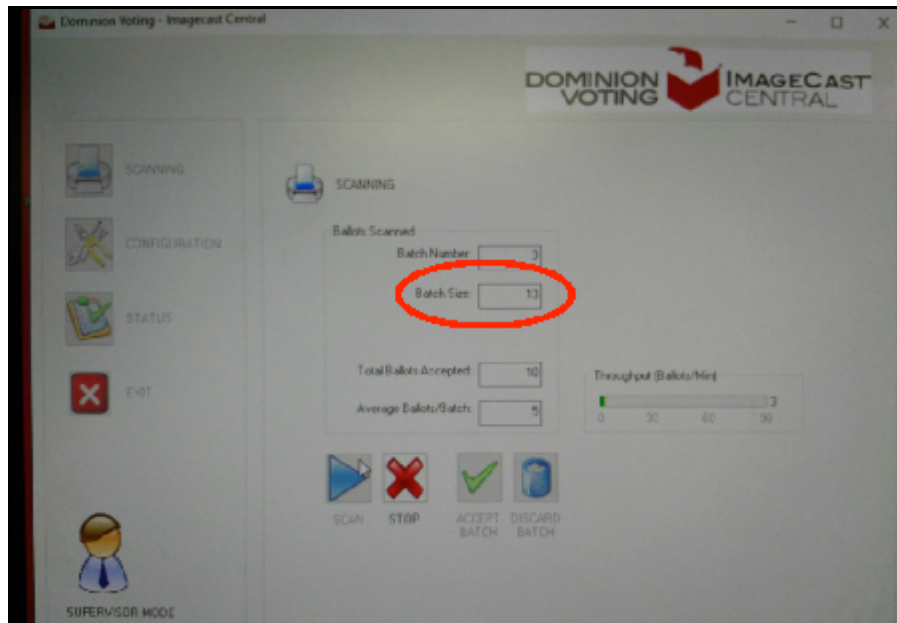 Dominion Voting - Imagecast Central
DOMINION VOTING
IMAGECAST CENTRAL
SCANNING
CONFIGURATION
STATUS
EXIT
SUPERVISOR MODE
SCANNING
Ballots Scanned
Batch Number: 3
Batch Size: 13
Total Ballots Accepted: 10
Average Ballots/Batch: 5
Throughput (Ballots/Min)
3
0 30 60 90
SCAN
STOP
ACCEPT BATCH
DISCARD BATCH